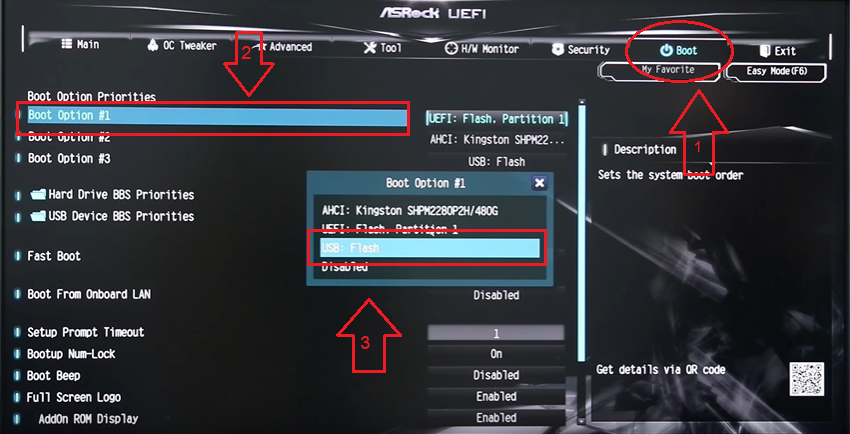 ASRock UEFI
Main
OC Tweaker
Advanced
Tool
H/W Monitor
Security
Boot
Exit
My Favorite
Easy Mode(F6)
2
1
Boot Option Priorities
Boot Option #1
UEFI: Flash. Partition 1
Boot Option #2
AHCI: Kingston SHPM22...
Boot Option #3
USB: Flash
Hard Drive BBS Priorities
USB Device BBS Priorities
Fast Boot
Boot From Onboard LAN
Disabled
Setup Prompt Timeout
1
Bootup Num-Lock
On
Boot Beep
Disabled
Full Screen Logo
Enabled
AddOn ROM Display
Enabled
Boot Option #1
AHCI: Kingston SHPM2280P2H/480G
UEFI: Flash. Partition 1
USB: Flash
Disabled
3
Description
Sets the system boot order
Get details via QR code